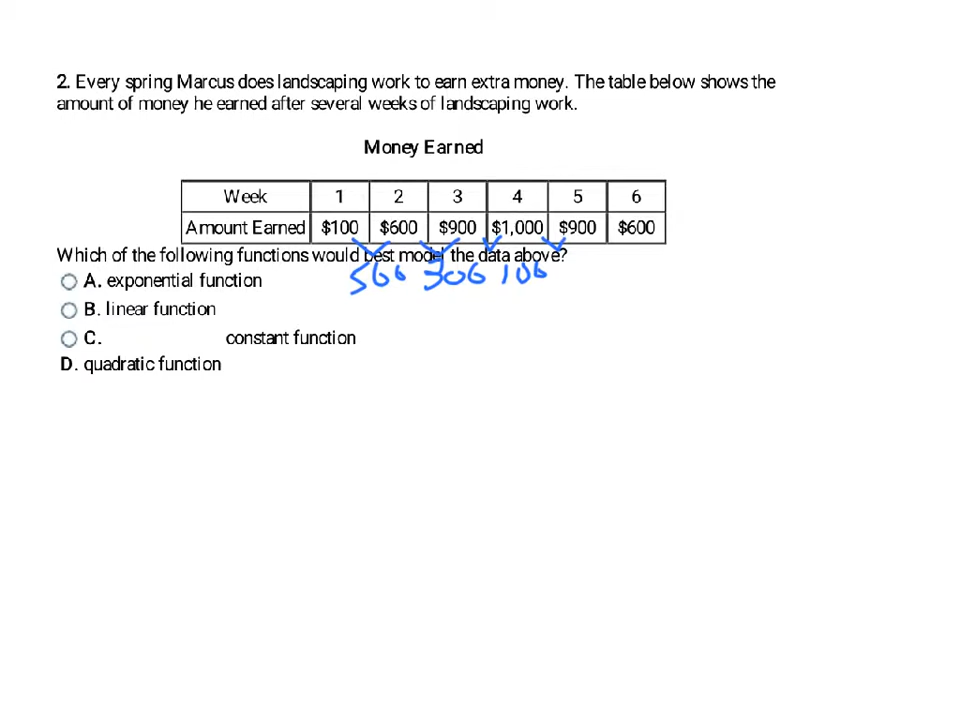 2. Every spring Marcus does landscaping work to earn extra money. The table below shows the
amount of money he earned after several weeks of landscaping work.
Money Earned
Week 1 2 3 4 5 6
Amount Earned $100 $600 $900 $1,000 $900 $600
Which of the following functions would best model the data above?
500 300 100
A. exponential function
B. linear function
C. constant function
D. quadratic function